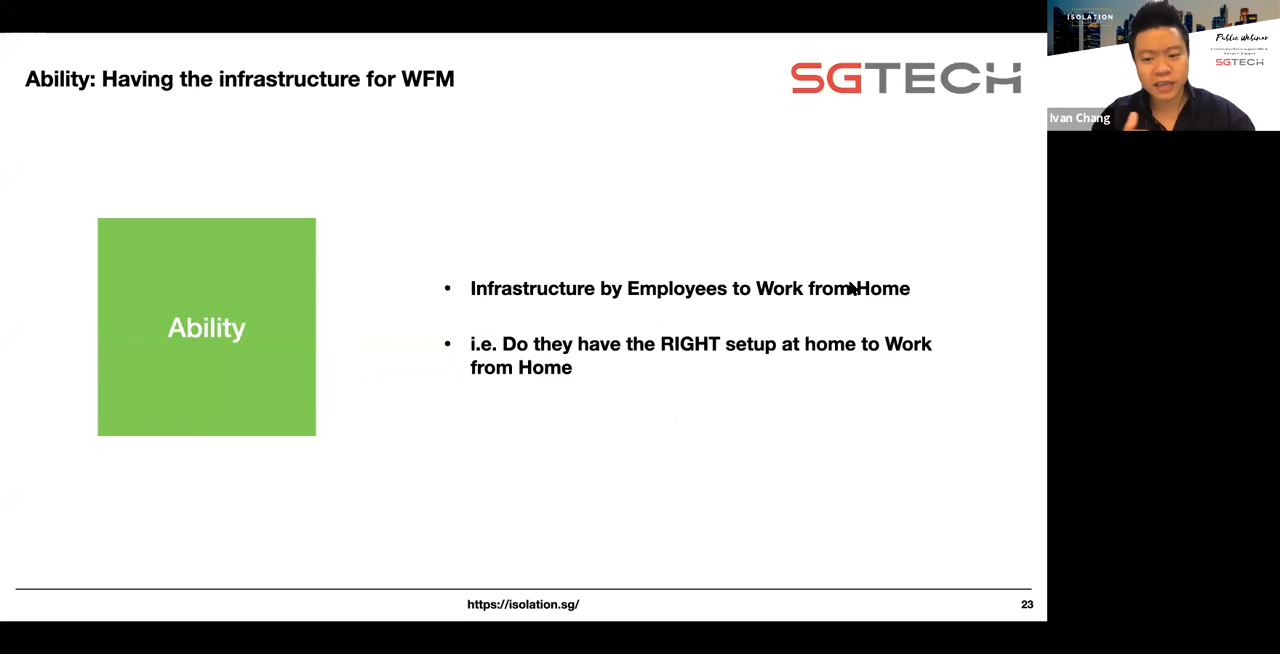 Ability: Having the infrastructure for WFM
SGTECH
Ability
• Infrastructure by Employees to Work from Home
• i.e. Do they have the RIGHT setup at home to Work
from Home
https://isolation.sg/
23
ISOLATION
Public Webinar
SGTECH
Ivan Chang